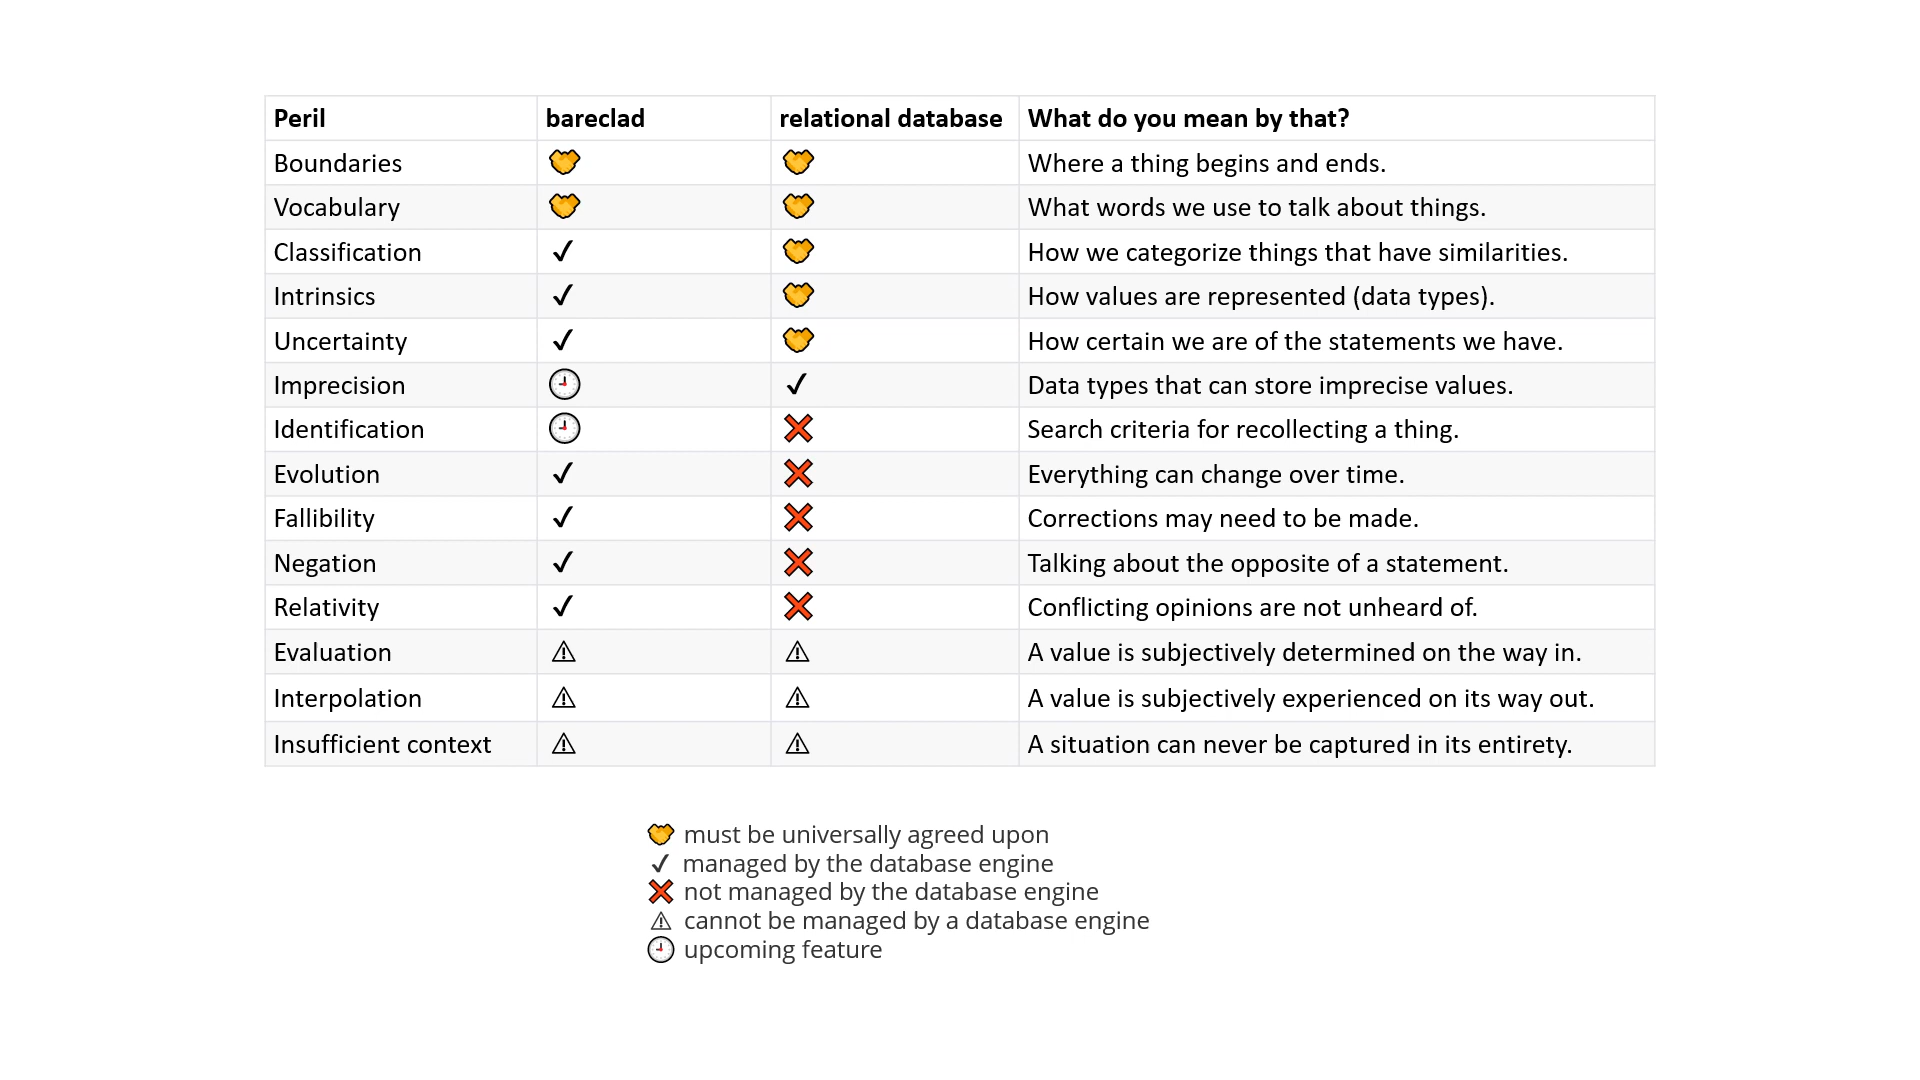 Peril bareclad relational database What do you mean by that?
Boundaries 🤝 🤝 Where a thing begins and ends.
Vocabulary 🤝 🤝 What words we use to talk about things.
Classification ✓ 🤝 How we categorize things that have similarities.
Intrinsics ✓ 🤝 How values are represented (data types).
Uncertainty ✓ 🤝 How certain we are of the statements we have.
Imprecision 🕘 ✓ Data types that can store imprecise values.
Identification 🕘 ❌ Search criteria for recollecting a thing.
Evolution ✓ ❌ Everything can change over time.
Fallibility ✓ ❌ Corrections may need to be made.
Negation ✓ ❌ Talking about the opposite of a statement.
Relativity ✓ ❌ Conflicting opinions are not unheard of.
Evaluation ⚠ ⚠ A value is subjectively determined on the way in.
Interpolation ⚠ ⚠ A value is subjectively experienced on its way out.
Insufficient context ⚠ ⚠ A situation can never be captured in its entirety.
🤝 must be universally agreed upon
✓ managed by the database engine
❌ not managed by the database engine
⚠ cannot be managed by a database engine
🕘 upcoming feature